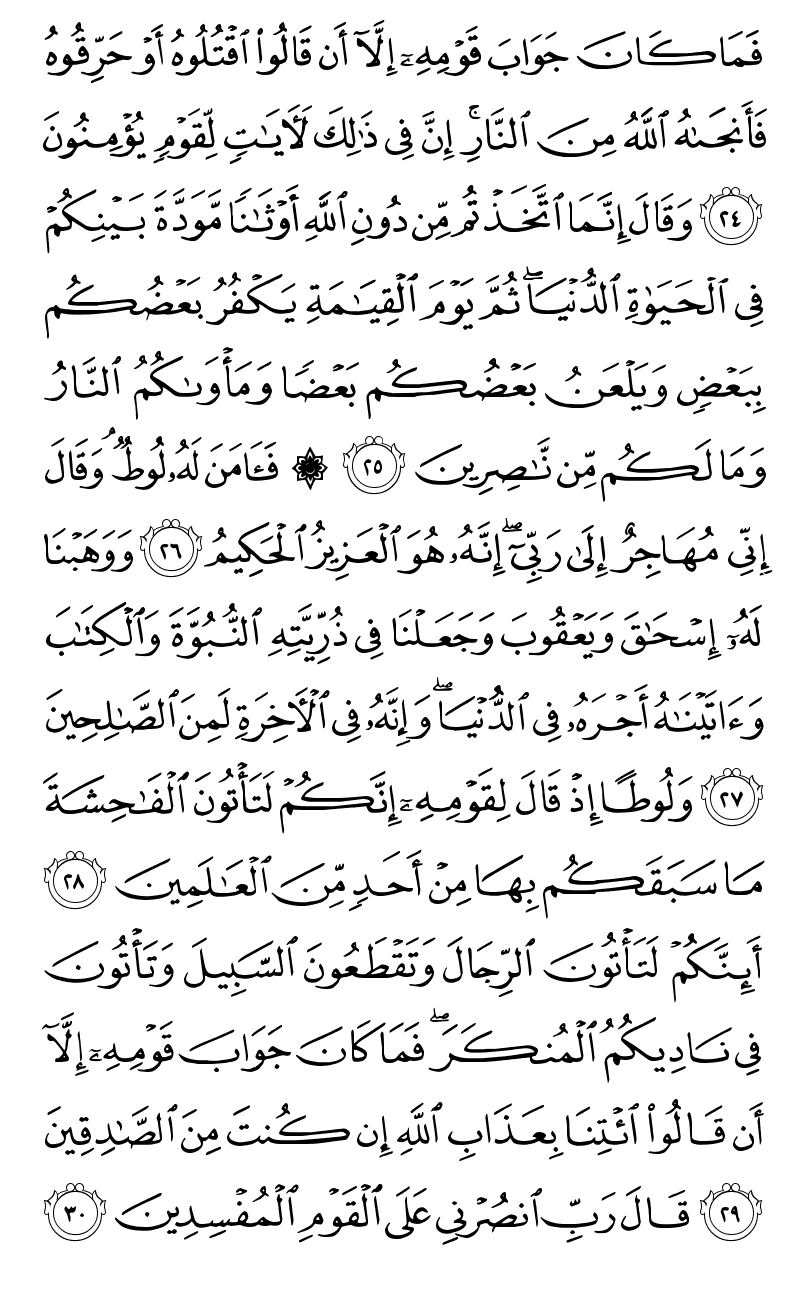 فَمَا كَانَ جَوَابَ قَوْمِهِۦٓ إِلَّآ أَن قَالُوا۟ ٱقْتُلُوهُ أَوْ حَرِّقُوهُ
فَأَنجَىٰهُ ٱللَّهُ مِنَ ٱلنَّارِ ۚ إِنَّ فِى ذَٰلِكَ لَـَٔايَـٰتٍ لِّقَوْمٍ يُؤْمِنُونَ
٢٤ وَقَالَ إِنَّمَا ٱتَّخَذْتُم مِّن دُونِ ٱللَّهِ أَوْثَـٰنًا مَّوَدَّةَ بَيْنِكُمْ
فِى ٱلْحَيَوٰةِ ٱلدُّنْيَا ۖ ثُمَّ يَوْمَ ٱلْقِيَـٰمَةِ يَكْفُرُ بَعْضُكُم
بِبَعْضٍ وَيَلْعَنُ بَعْضُكُم بَعْضًا وَمَأْوَىٰكُمُ ٱلنَّارُ
وَمَا لَكُم مِّن نَّـٰصِرِينَ ٢٥ ۞ فَـَٔامَنَ لَهُۥ لُوطٌ ۘ وَقَالَ
إِنِّى مُهَاجِرٌ إِلَىٰ رَبِّىٓ ۖ إِنَّهُۥ هُوَ ٱلْعَزِيزُ ٱلْحَكِيمُ ٢٦ وَوَهَبْنَا
لَهُۥٓ إِسْحَـٰقَ وَيَعْقُوبَ وَجَعَلْنَا فِى ذُرِّيَّتِهِ ٱلنُّبُوَّةَ وَٱلْكِتَـٰبَ
وَءَاتَيْنَـٰهُ أَجْرَهُۥ فِى ٱلدُّنْيَا ۖ وَإِنَّهُۥ فِى ٱلْـَٔاخِرَةِ لَمِنَ ٱلصَّـٰلِحِينَ
٢٧ وَلُوطًا إِذْ قَالَ لِقَوْمِهِۦٓ إِنَّكُمْ لَتَأْتُونَ ٱلْفَـٰحِشَةَ
مَا سَبَقَكُم بِهَا مِنْ أَحَدٍ مِّنَ ٱلْعَـٰلَمِينَ ٢٨
أَئِنَّكُمْ لَتَأْتُونَ ٱلرِّجَالَ وَتَقْطَعُونَ ٱلسَّبِيلَ وَتَأْتُونَ
فِى نَادِيكُمُ ٱلْمُنكَرَ ۖ فَمَا كَانَ جَوَابَ قَوْمِهِۦٓ إِلَّآ
أَن قَالُوا۟ ٱئْتِنَا بِعَذَابِ ٱللَّهِ إِن كُنتَ مِنَ ٱلصَّـٰدِقِينَ
٢٩ قَالَ رَبِّ ٱنصُرْنِى عَلَى ٱلْقَوْمِ ٱلْمُفْسِدِينَ ٣٠